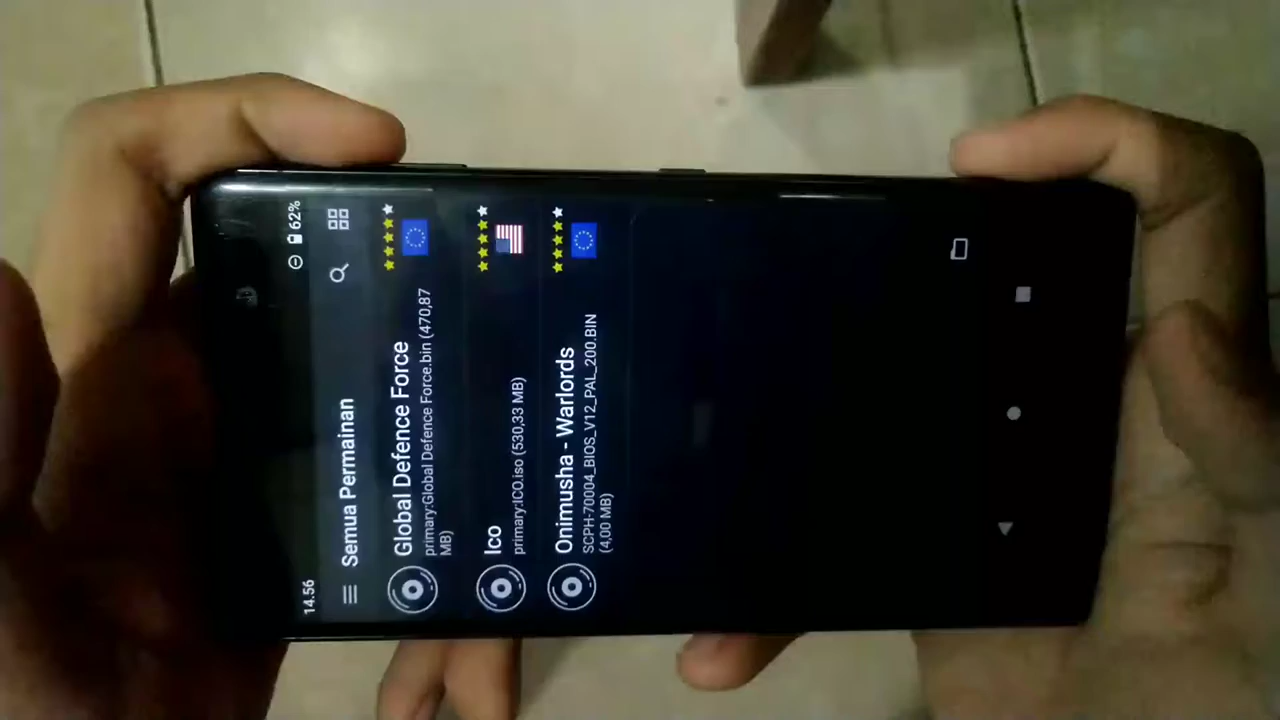 14.56
62%
Semua Permainan
Global Defence Force
primary:Global Defence Force.bin (470,87
MB)
Ico
primary:ICO.iso (530,33 MB)
Onimusha - Warlords
SCPH-70004_BIOS_V12_PAL_200.BIN
(4,00 MB)